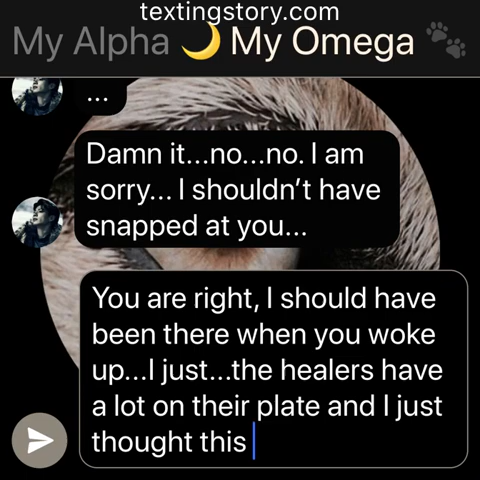 textingstory.com
My Alpha 🌙 My Omega 🐾
...
Damn it...no...no. I am
sorry... I shouldn’t have
snapped at you...
You are right, I should have
been there when you woke
up...I just...the healers have
a lot on their plate and I just
thought this